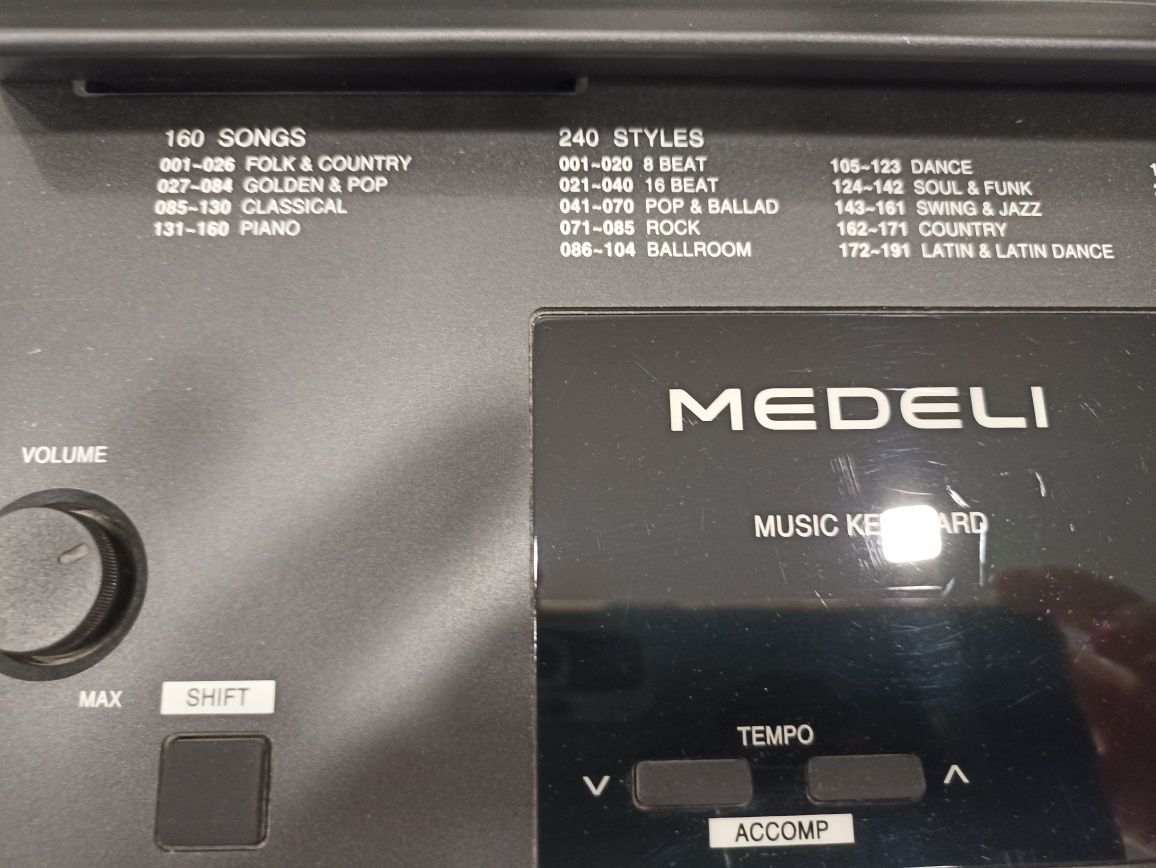 160 SONGS
001~026 FOLK & COUNTRY
027~084 GOLDEN & POP
085~130 CLASSICAL
131~160 PIANO
240 STYLES
001~020 8 BEAT
021~040 16 BEAT
041~070 POP & BALLAD
071~085 ROCK
086~104 BALLROOM
105~123 DANCE
124~142 SOUL & FUNK
143~161 SWING & JAZZ
162~171 COUNTRY
172~191 LATIN & LATIN DANCE
MEDELI
MUSIC
VOLUME
MAX
SHIFT
TEMPO
ACCOMP